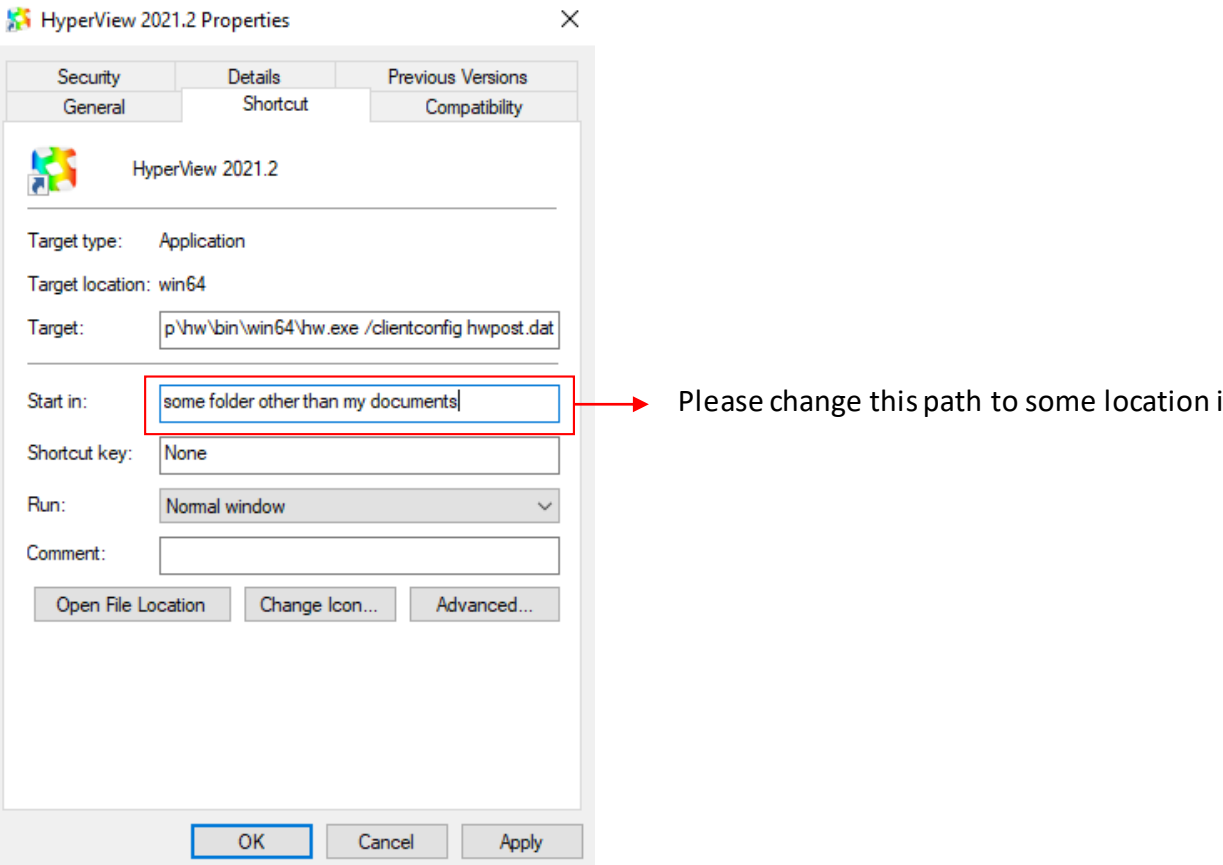 HyperView 2021.2 Properties
Security Details Previous Versions
General Shortcut Compatibility
HyperView 2021.2
Target type: Application
Target location: win64
Target: p\hw\bin\win64\hw.exe /clientconfig hwpost.dat
Start in: some folder other than my documents
Please change this path to some location i
Shortcut key: None
Run: Normal window
Comment:
Open File Location Change Icon... Advanced...
OK Cancel Apply